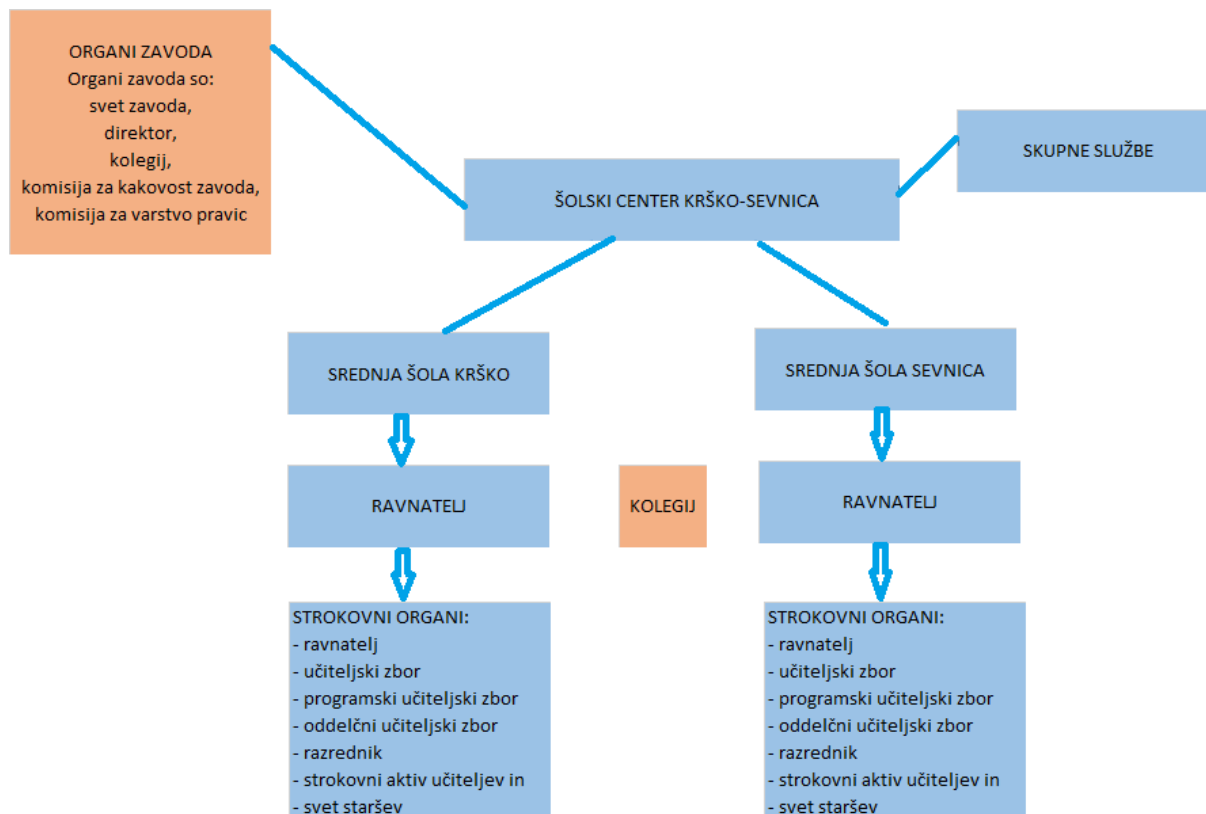 ORGANI ZAVODA
Organi zavoda so:
svet zavoda,
direktor,
kolegij,
komisija za kakovost zavoda,
komisija za varstvo pravic
SKUPNE SLUŽBE
ŠOLSKI CENTER KRŠKO-SEVNICA
SREDNJA ŠOLA KRŠKO
SREDNJA ŠOLA SEVNICA
RAVNATELJ
KOLEGIJ
RAVNATELJ
STROKOVNI ORGANI:
- ravnatelj
- učiteljski zbor
- programski učiteljski zbor
- oddelčni učiteljski zbor
- razrednik
- strokovni aktiv učiteljev in
- svet staršev
STROKOVNI ORGANI:
- ravnatelj
- učiteljski zbor
- programski učiteljski zbor
- oddelčni učiteljski zbor
- razrednik
- strokovni aktiv učiteljev in
- svet staršev